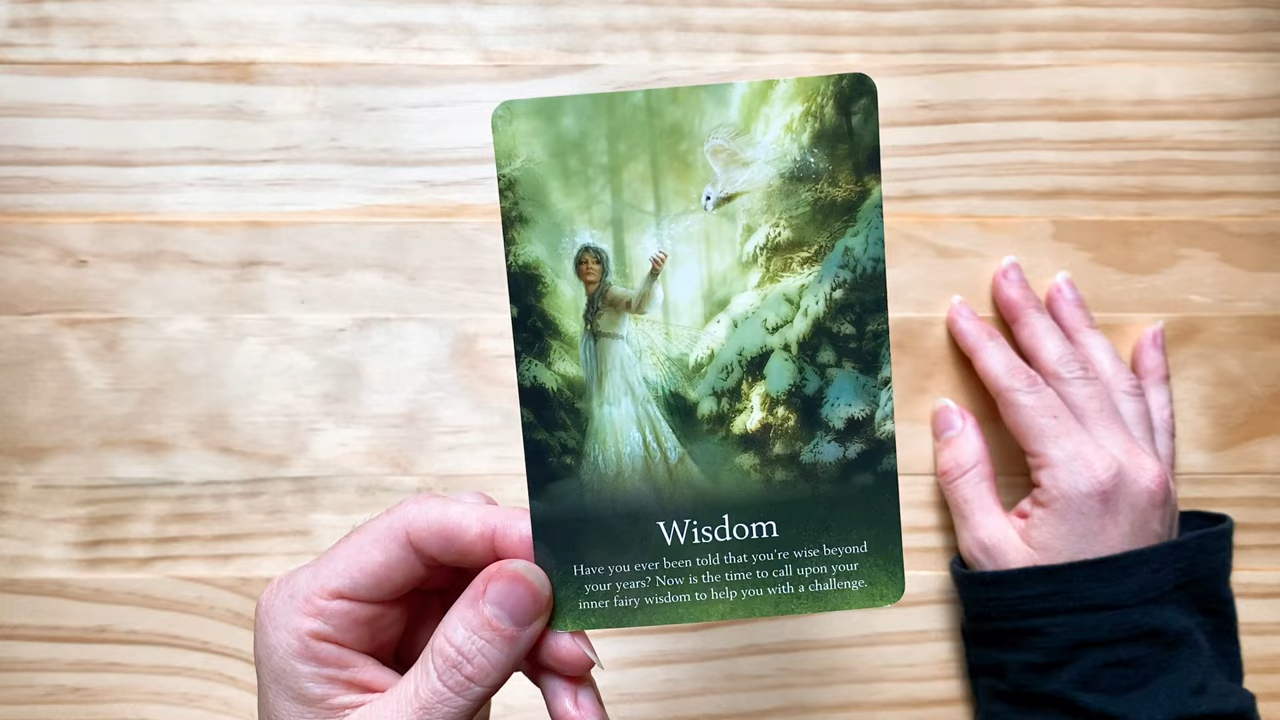 Wisdom
Have you ever been told that you're wise beyond
your years? Now is the time to call upon your
inner fairy wisdom to help you with a challenge.